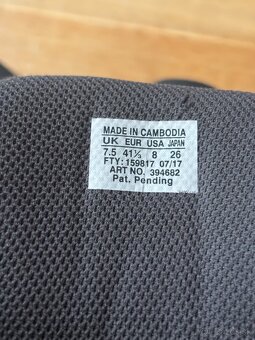 MADE IN CAMBODIA
UK EUR USA JAPAN
7.5 41⅓ 8 26
FTY: 159817 07/17
ART NO. 394682
Pat. Pending